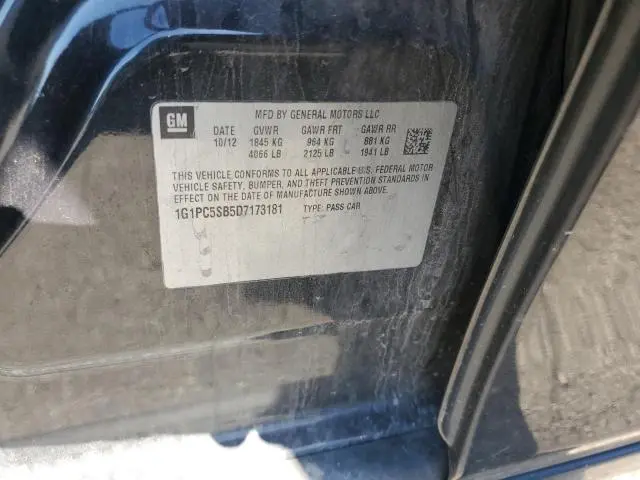 GM
MFD BY GENERAL MOTORS LLC
DATE GVWR GAWR FRT GAWR RR
10/12 1845 KG 964 KG 881 KG
4066 LB 2125 LB 1941 LB
THIS VEHICLE CONFORMS TO ALL APPLICABLE U.S. FEDERAL MOTOR
VEHICLE SAFETY, BUMPER, AND THEFT PREVENTION STANDARDS IN
EFFECT ON THE DATE OF MANUFACTURE SHOWN ABOVE.
1G1PC5SB5D7173181 TYPE: PASS CAR